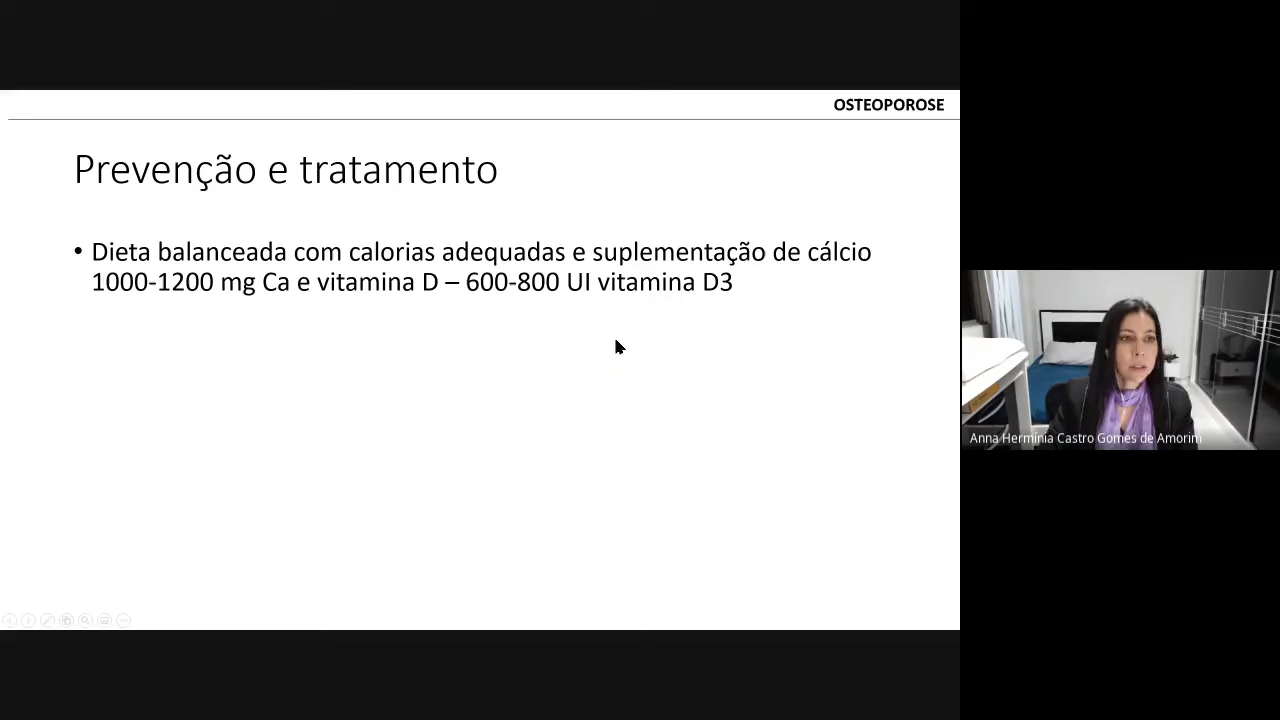 OSTEOPOROSE
Prevenção e tratamento
• Dieta balanceada com calorias adequadas e suplementação de cálcio
1000-1200 mg Ca e vitamina D – 600-800 UI vitamina D3
Anna Hermínia Castro Gomes de Amorim